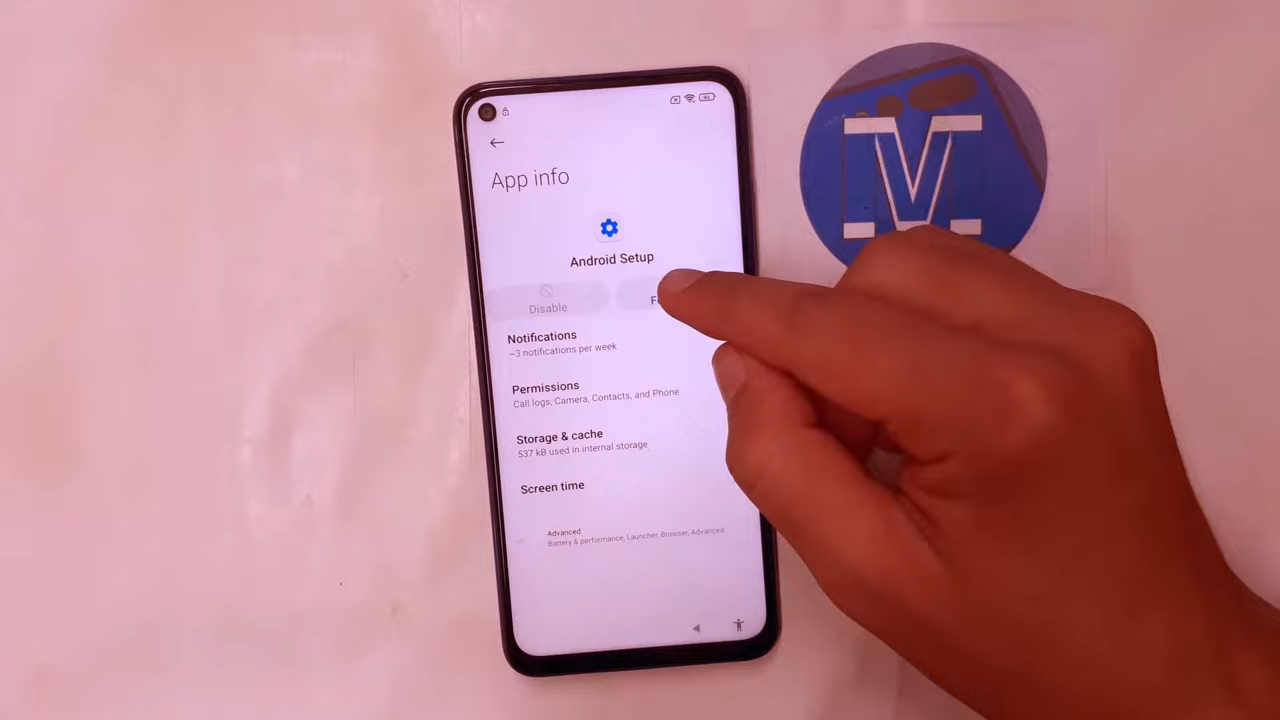 App info
Android Setup
Disable
Notifications
~3 notifications per week
Permissions
Call logs, Camera, Contacts, and Phone
Storage & cache
537 kB used in internal storage
Screen time
Advanced
Battery & performance, Launcher, Browser, Advanced
M